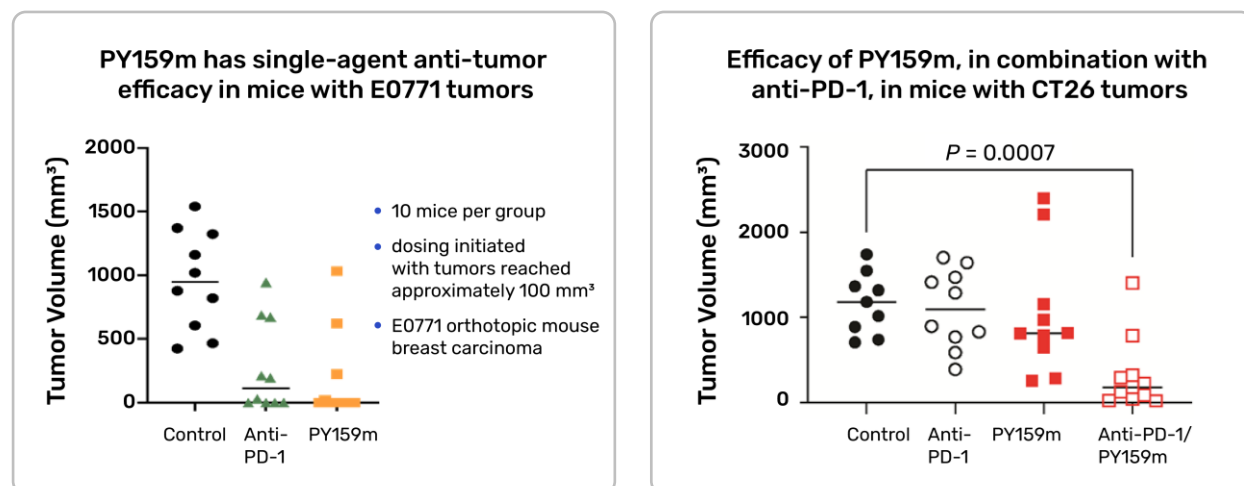 PY159m has single-agent anti-tumor
efficacy in mice with E0771 tumors
Tumor Volume (mm³)
2000
1500
1000
500
0
Control
Anti-
PD-1
PY159m
• 10 mice per group
• dosing initiated
with tumors reached
approximately 100 mm³
• E0771 orthotopic mouse
breast carcinoma
Efficacy of PY159m, in combination with
anti-PD-1, in mice with CT26 tumors
Tumor Volume (mm³)
3000
2000
1000
0
P = 0.0007
Control
Anti-
PD-1
PY159m
Anti-PD-1/
PY159m